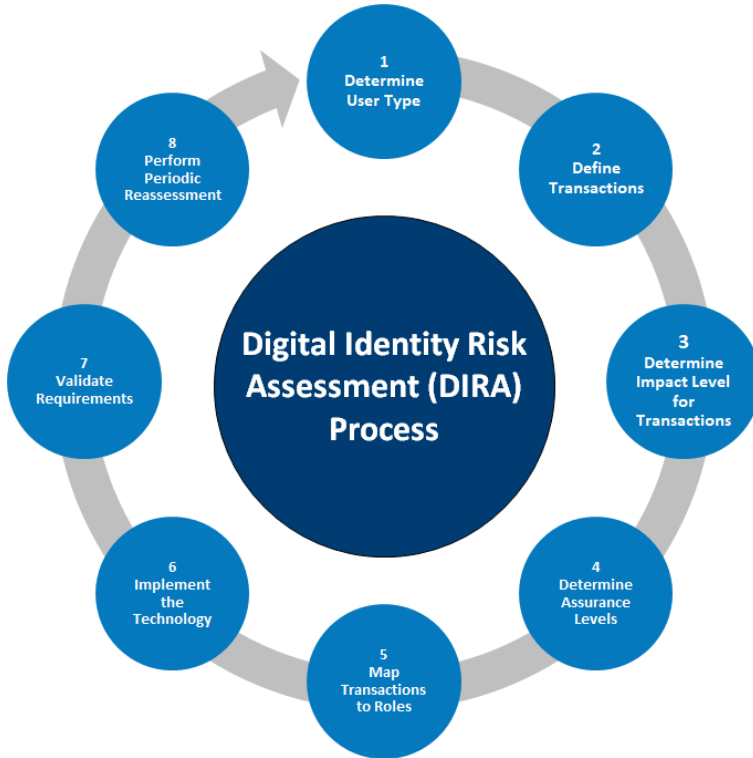 1
Determine
User Type
2
Define
Transactions
3
Determine
Impact Level
for
Transactions
4
Determine
Assurance
Levels
5
Map
Transactions
to Roles
6
Implement
the
Technology
7
Validate
Requirements
8
Perform
Periodic
Reassessment
Digital Identity Risk
Assessment (DIRA)
Process